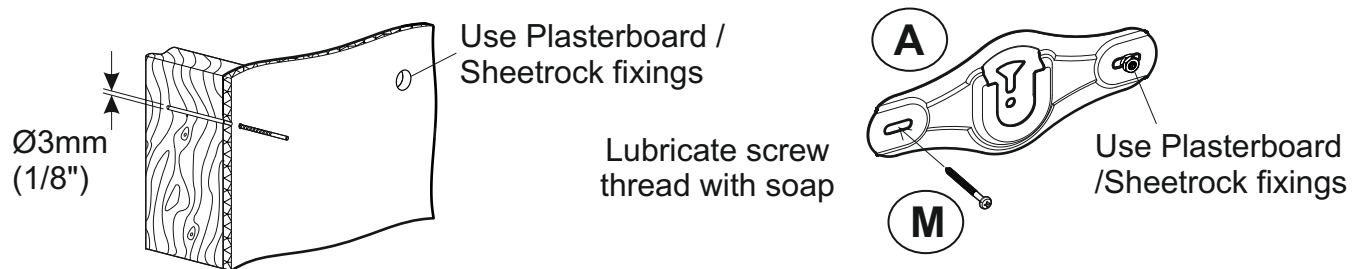 Use Plasterboard /
Sheetrock fixings
Ø3mm
(1/8")
A
Lubricate screw
thread with soap
M
Use Plasterboard
/Sheetrock fixings